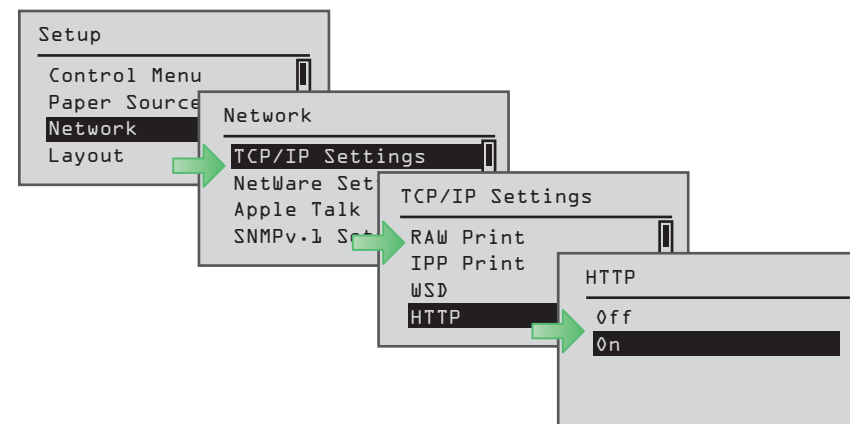 Setup
Control Menu
Paper Source
Network
Layout
Network
TCP/IP Settings
NetWare Set
Apple Talk
SNMPv.1 Set
TCP/IP Settings
RAW Print
IPP Print
WSD
HTTP
HTTP
Off
On